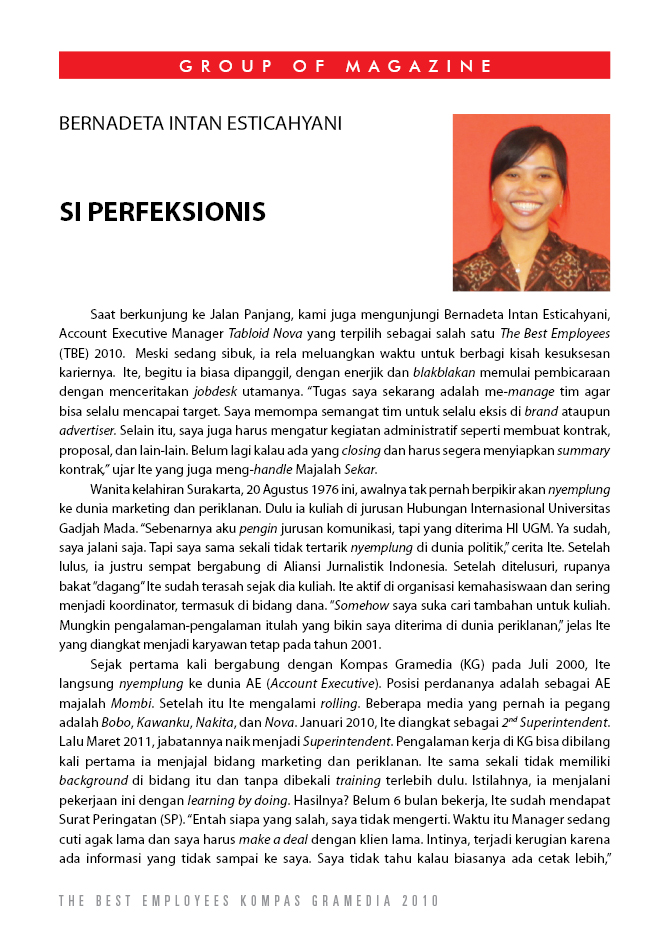 GROUP OF MAGAZINE
BERNADETA INTAN ESTICAHYANI
SI PERFEKSIONIS
Saat berkunjung ke Jalan Panjang, kami juga mengunjungi Bernadeta Intan Esticahyani,
Account Executive Manager Tabloid Nova yang terpilih sebagai salah satu The Best Employees
(TBE) 2010. Meski sedang sibuk, ia rela meluangkan waktu untuk berbagi kisah kesuksesan
kariernya. Ite, begitu ia biasa dipanggil, dengan enerjik dan blakblakan memulai pembicaraan
dengan menceritakan jobdesk utamanya. “Tugas saya sekarang adalah me-manage tim agar
bisa selalu mencapai target. Saya memompa semangat tim untuk selalu eksis di brand ataupun
advertiser. Selain itu, saya juga harus mengatur kegiatan administratif seperti membuat kontrak,
proposal, dan lain-lain. Belum lagi kalau ada yang closing dan harus segera menyiapkan summary
kontrak,” ujar Ite yang juga meng-handle Majalah Sekar.
Wanita kelahiran Surakarta, 20 Agustus 1976 ini, awalnya tak pernah berpikir akan nyemplung
ke dunia marketing dan periklanan. Dulu ia kuliah di jurusan Hubungan Internasional Universitas
Gadjah Mada. “Sebenarnya aku pengin jurusan komunikasi, tapi yang diterima HI UGM. Ya sudah,
saya jalani saja. Tapi saya sama sekali tidak tertarik nyemplung di dunia politik,” cerita Ite. Setelah
lulus, ia justru sempat bergabung di Aliansi Jurnalistik Indonesia. Setelah ditelusuri, rupanya
bakat “dagang” Ite sudah terasah sejak dia kuliah. Ite aktif di organisasi kemahasiswaan dan sering
menjadi koordinator, termasuk di bidang dana. “Somehow saya suka cari tambahan untuk kuliah.
Mungkin pengalaman-pengalaman itulah yang bikin saya diterima di dunia periklanan,” jelas Ite
yang diangkat menjadi karyawan tetap pada tahun 2001.
Sejak pertama kali bergabung dengan Kompas Gramedia (KG) pada Juli 2000, Ite
langsung nyemplung ke dunia AE (Account Executive). Posisi perdananya adalah sebagai AE
majalah Mombi. Setelah itu Ite mengalami rolling. Beberapa media yang pernah ia pegang
adalah Bobo, Kawanku, Nakita, dan Nova. Januari 2010, Ite diangkat sebagai 2nd Superintendent.
Lalu Maret 2011, jabatannya naik menjadi Superintendent. Pengalaman kerja di KG bisa dibilang
kali pertama ia menjajal bidang marketing dan periklanan. Ite sama sekali tidak memiliki
background di bidang itu dan tanpa dibekali training terlebih dulu. Istilahnya, ia menjalani
pekerjaan ini dengan learning by doing. Hasilnya? Belum 6 bulan bekerja, Ite sudah mendapat
Surat Peringatan (SP). “Entah siapa yang salah, saya tidak mengerti. Waktu itu Manager sedang
cuti agak lama dan saya harus make a deal dengan klien lama. Intinya, terjadi kerugian karena
ada informasi yang tidak sampai ke saya. Saya tidak tahu kalau biasanya ada cetak lebih,”
THE BEST EMPLOYEES KOMPAS GRAMEDIA 2010